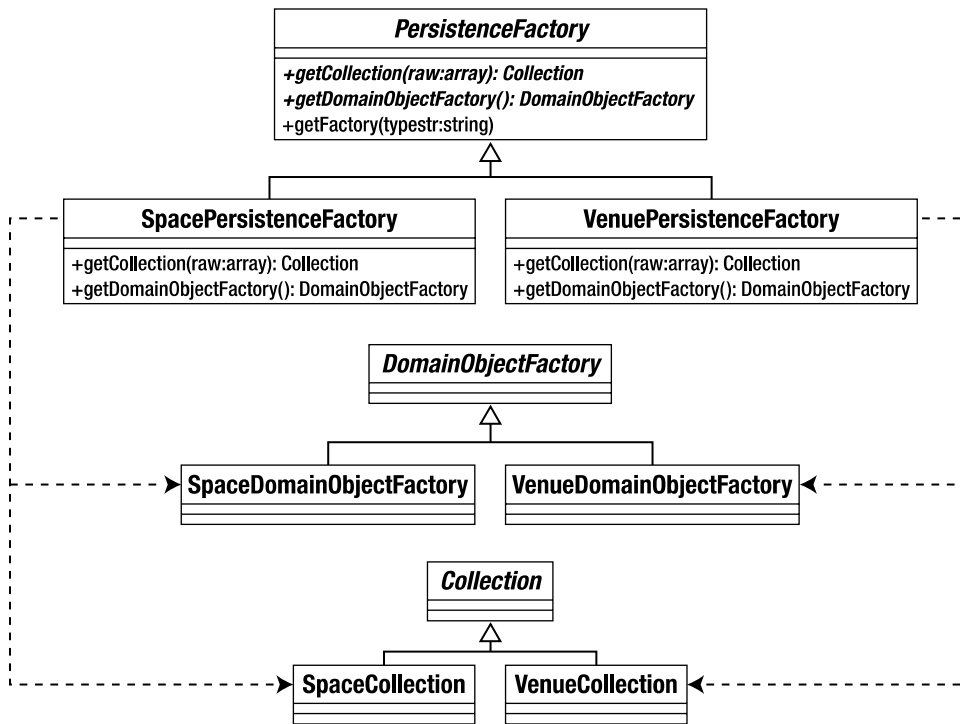 PersistenceFactory
+getCollection(raw:array): Collection
+getDomainObjectFactory(): DomainObjectFactory
+getFactory(typestr:string)
SpacePersistenceFactory
+getCollection(raw:array): Collection
+getDomainObjectFactory(): DomainObjectFactory
VenuePersistenceFactory
+getCollection(raw:array): Collection
+getDomainObjectFactory(): DomainObjectFactory
DomainObjectFactory
SpaceDomainObjectFactory
VenueDomainObjectFactory
Collection
SpaceCollection
VenueCollection